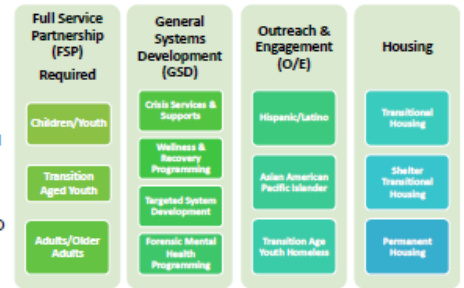 Full Service
Partnership
(FSP)
Required
Children/Youth
Transition
Aged Youth
Adults/Older
Adults
General
Systems
Development
(GSD)
Crisis Services &
Supports
Wellness &
Recovery
Programming
Targeted System
Development
Forensic Mental
Health
Programming
Outreach &
Engagement
(O/E)
Hispanic/Latino
Asian American
Pacific Islander
Transition Age
Youth Homeless
Housing
Transitional
Housing
Shelter
Transitional
Housing
Permanent
Housing